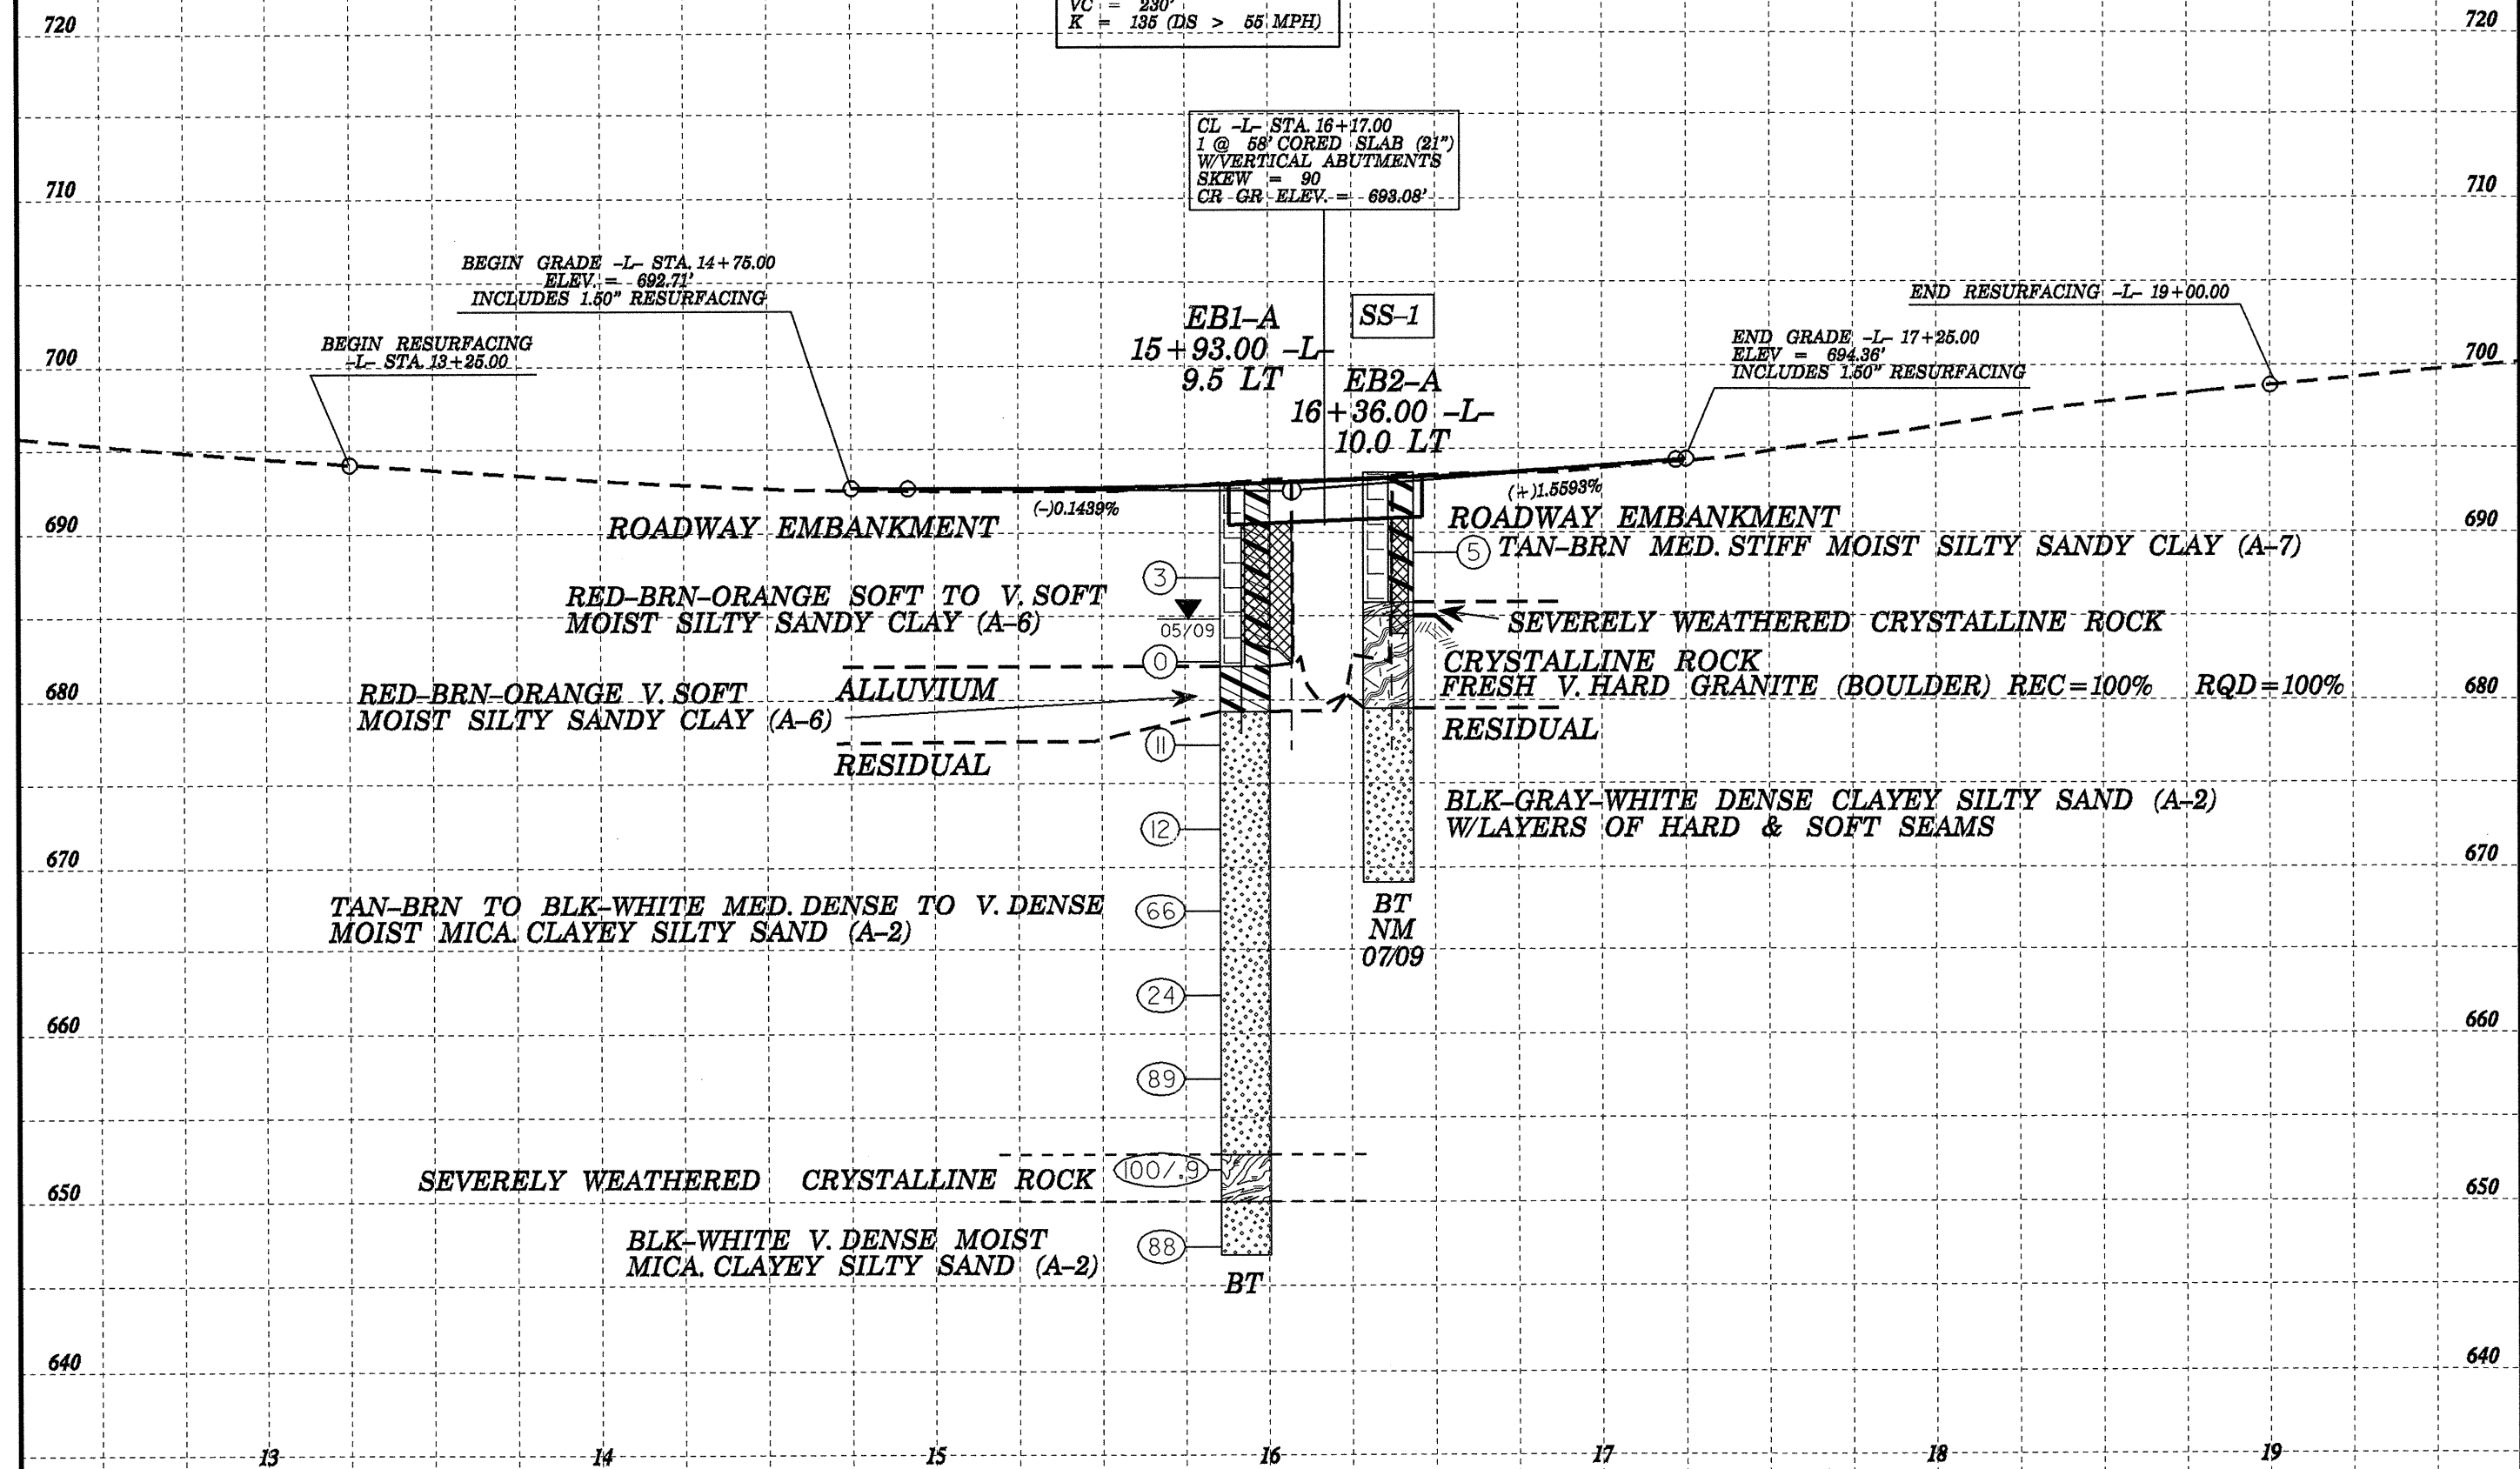 VC = 230'
K = 135 (DS > 55 MPH)
720
720
CL -L- STA. 16+17.00
1 @ 58' CORED SLAB (21")
W/VERTICAL ABUTMENTS
SKEW = 90
CR GR ELEV. = 693.08'
710
710
BEGIN GRADE -L- STA. 14+75.00
ELEV. = 692.71'
INCLUDES 1.50" RESURFACING
END RESURFACING -L- 19+00.00
EB1-A
15+93.00 -L-
9.5 LT
SS-1
BEGIN RESURFACING
-L- STA. 13+25.00
END GRADE -L- 17+25.00
ELEV = 694.36'
INCLUDES 1.50" RESURFACING
700
700
EB2-A
16+36.00 -L-
10.0 LT
(-)0.1439%
(+)1.5593%
690
690
ROADWAY EMBANKMENT
ROADWAY EMBANKMENT
5 TAN-BRN MED. STIFF MOIST SILTY SANDY CLAY (A-7)
3
RED-BRN-ORANGE SOFT TO V. SOFT
MOIST SILTY SANDY CLAY (A-6)
05/09
SEVERELY WEATHERED CRYSTALLINE ROCK
0
CRYSTALLINE ROCK
FRESH V. HARD GRANITE (BOULDER) REC=100% RQD=100%
680
680
ALLUVIUM
RED-BRN-ORANGE V. SOFT
MOIST SILTY SANDY CLAY (A-6)
RESIDUAL
11
RESIDUAL
BLK-GRAY-WHITE DENSE CLAYEY SILTY SAND (A-2)
W/LAYERS OF HARD & SOFT SEAMS
12
670
670
TAN-BRN TO BLK-WHITE MED. DENSE TO V. DENSE
MOIST MICA. CLAYEY SILTY SAND (A-2)
66
BT
NM
07/09
24
660
660
89
SEVERELY WEATHERED CRYSTALLINE ROCK
100/.9
650
650
BLK-WHITE V. DENSE MOIST
MICA. CLAYEY SILTY SAND (A-2)
88
BT
640
640
13
14
15
16
17
18
19